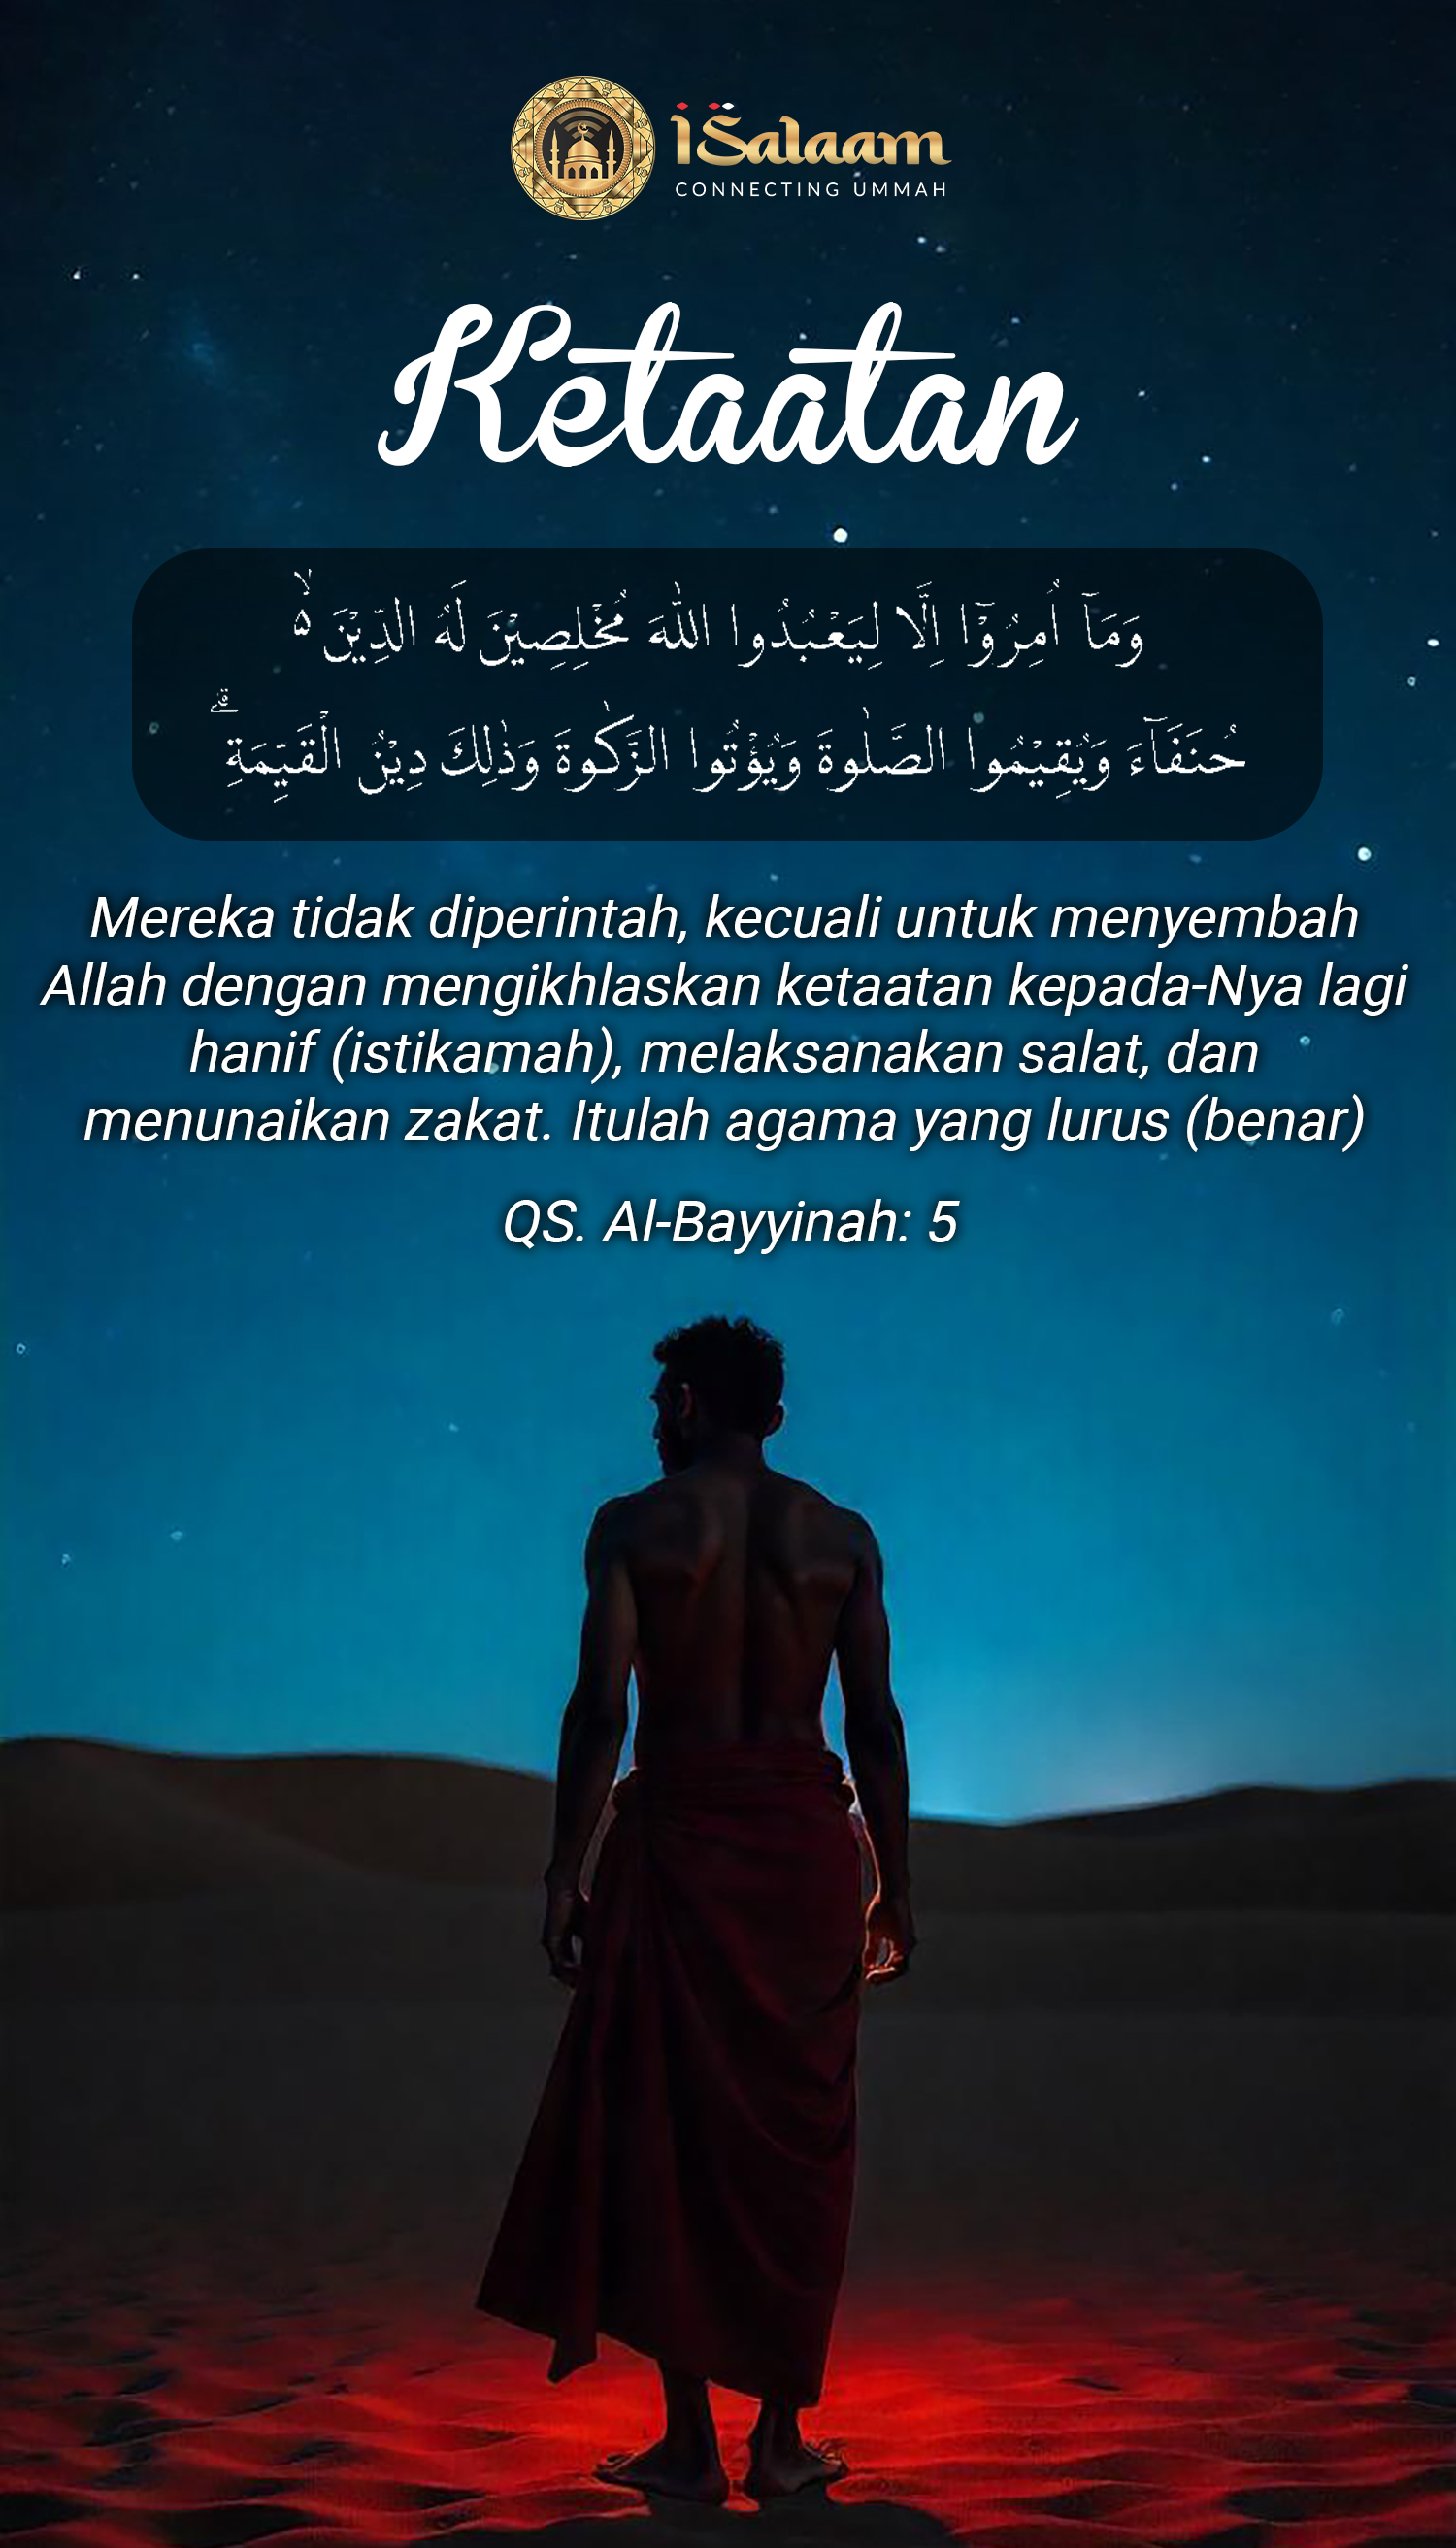 iSalaam
CONNECTING UMMAH
Ketaatan
وَمَآ اُمِرُوْٓا اِلَّا لِيَعْبُدُوا اللّٰهَ مُخْلِصِيْنَ لَهُ الدِّيْنَ ەۙ
حُنَفَاۤءَ وَيُقِيْمُوا الصَّلٰوةَ وَيُؤْتُوا الزَّكٰوةَ وَذٰلِكَ دِيْنُ الْقَيِّمَةِۗ
Mereka tidak diperintah, kecuali untuk menyembah
Allah dengan mengikhlaskan ketaatan kepada-Nya lagi
hanif (istikamah), melaksanakan salat, dan
menunaikan zakat. Itulah agama yang lurus (benar)
QS. Al-Bayyinah: 5